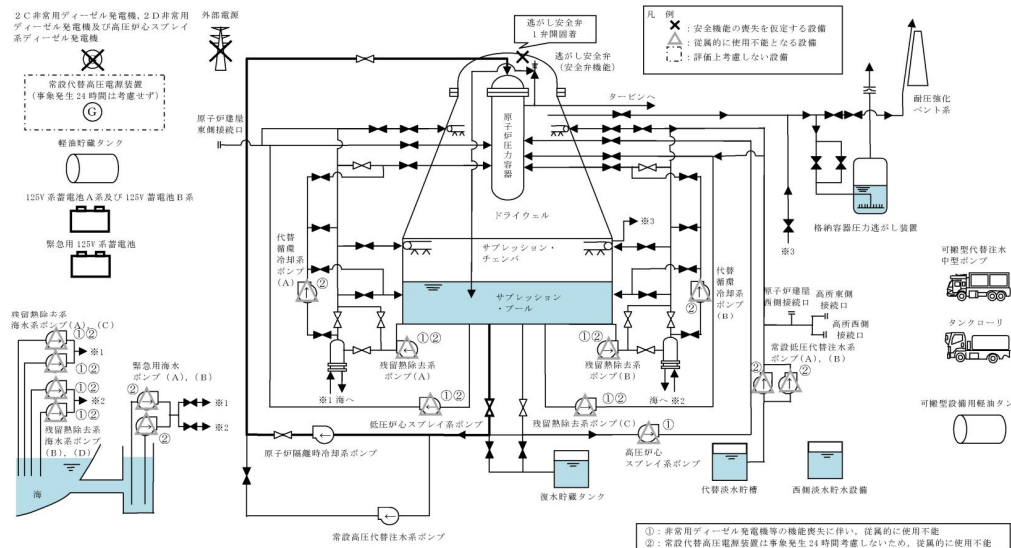 2C非常用ディーゼル発電機,2D非常用
ディーゼル発電機及び高圧炉心スプレイ
系ディーゼル発電機
外部電源
常設代替高圧電源装置
(事象発生24時間は考慮せず)
G
軽油貯蔵タンク
125V系蓄電池A系及び125V蓄電池B系
緊急用125V系蓄電池
逃がし安全弁
1弁開固着
逃がし安全弁
(安全弁機能)
凡 例
:安全機能の喪失を仮定する設備
:従属的に使用不能となる設備
:評価上考慮しない設備
タービンへ
耐圧強化
ベント系
原子炉建屋
東側接続口
原子炉圧力容器
ドライウェル
※3
サプレッション・
チェンバ
サプレッション
・プール
格納容器圧力逃がし装置
※3
代替
循環
冷却系
ポンプ
(A)
②
代替
循環
冷却系
ポンプ
(B)
②
可搬型代替注水
中型ポンプ
原子炉建屋
西側接続口
高所東側
接続口
高所西側
接続口
タンクローリ
常設低圧代替注水系
ポンプ(A),(B)
②
②
残留熱除去系
海水系ポンプ(A),(C)
①②
※1
①②
①②
※2
①②
残留熱除去系
海水系ポンプ
(B),(D)
海
緊急用海水
ポンプ(A),(B)
②
※1
②
※2
①②
残留熱除去系
ポンプ(A)
※1 海へ
①②
残留熱除去系
ポンプ(B)
海へ ※2
①②
低圧炉心スプレイ系ポンプ
①②
残留熱除去系ポンプ(C)
可搬型設備用軽油タン
原子炉隔離時冷却系ポンプ
①
高圧炉心
スプレイ系ポンプ
復水貯蔵タンク
代替淡水貯槽
西側淡水貯水設備
常設高圧代替注水系ポンプ
①:非常用ディーゼル発電機等の機能喪失に伴い,従属的に使用不能
②:常設代替高圧電源装置は事象発生24時間考慮しないため,従属的に使用不能